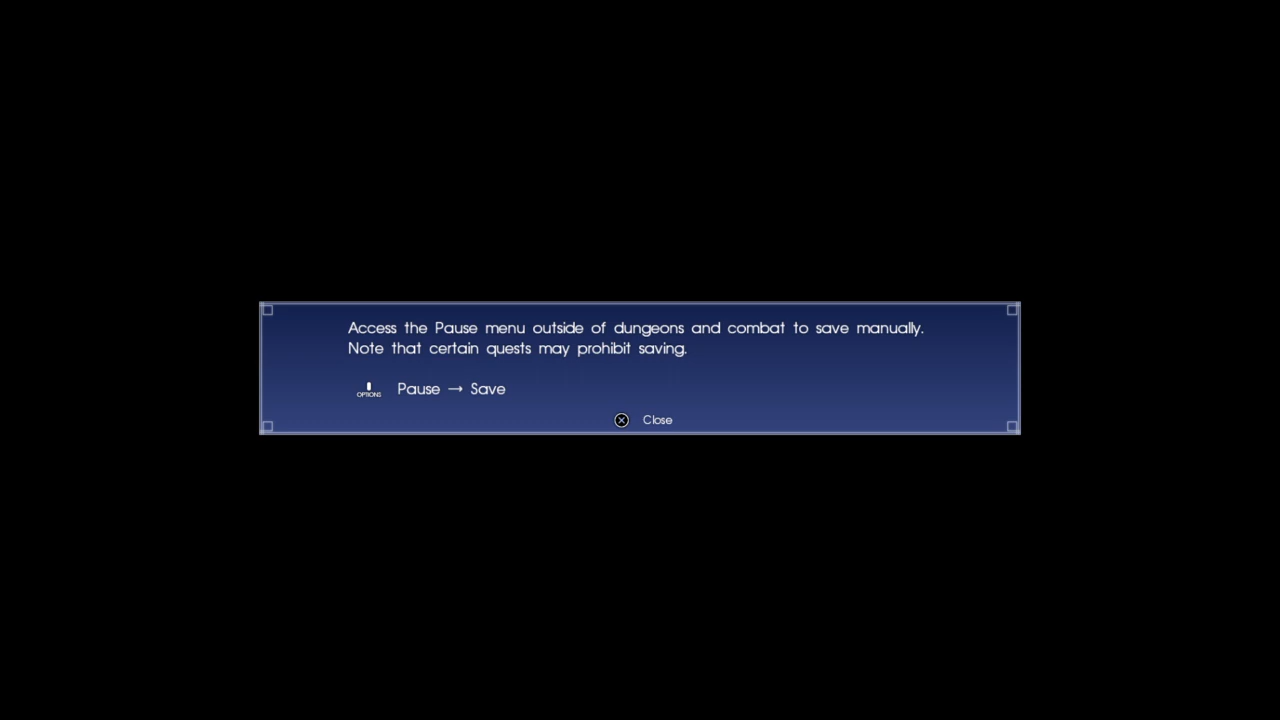 Access the Pause menu outside of dungeons and combat to save manually.
Note that certain quests may prohibit saving.
OPTIONS Pause → Save
Close